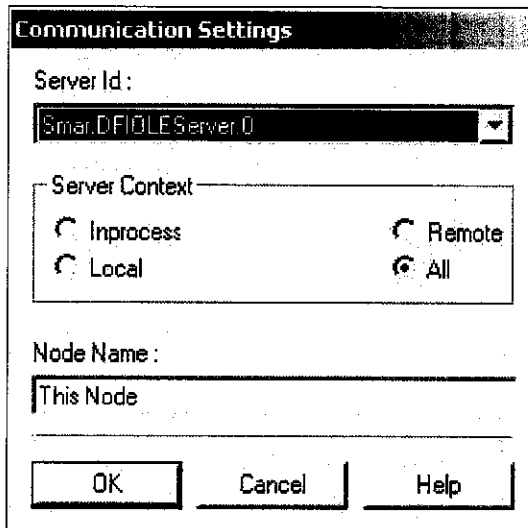 Communication Settings
Server Id :
Smar.DFIOLEServer.0
Server Context
Inprocess
Remote
Local
All
Node Name :
This Node
OK
Cancel
Help